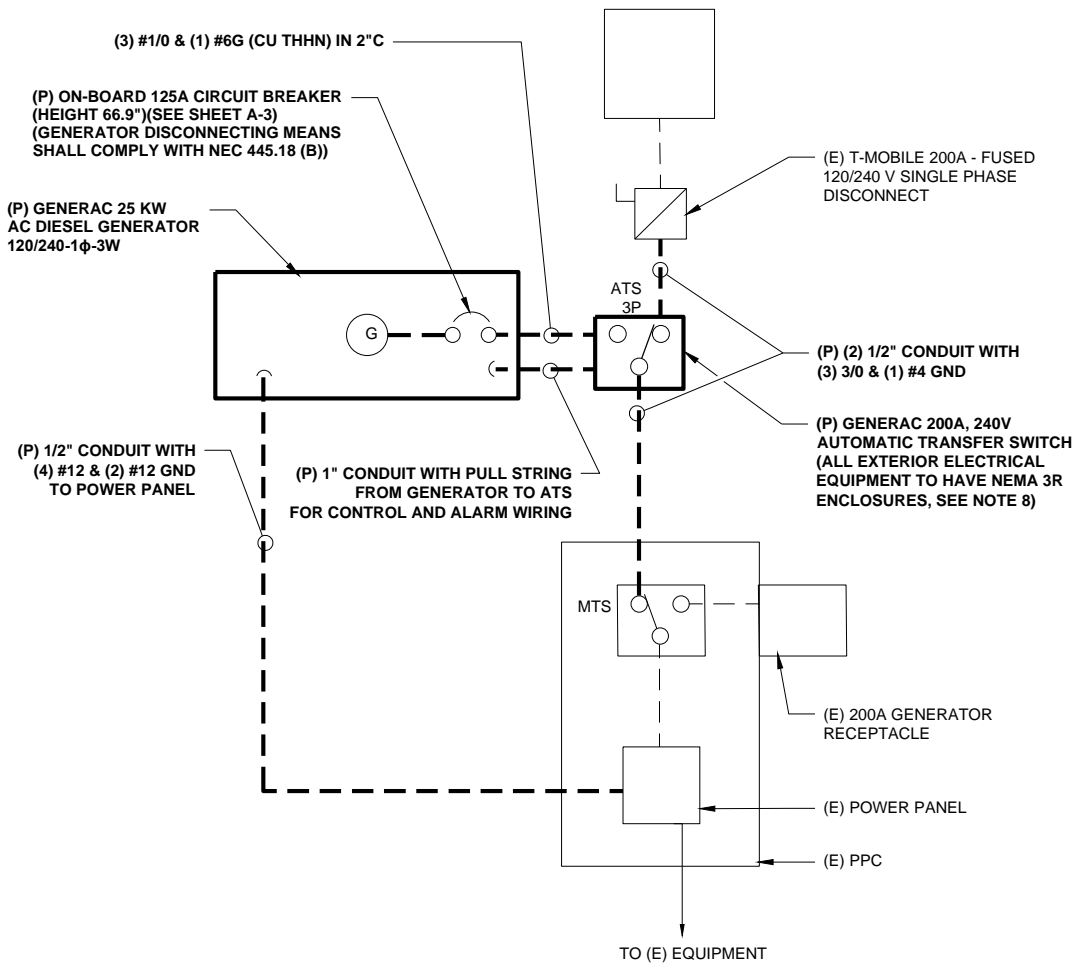 (3) #1/0 & (1) #6G (CU THHN) IN 2"C
(P) ON-BOARD 125A CIRCUIT BREAKER
(HEIGHT 66.9")(SEE SHEET A-3)
(GENERATOR DISCONNECTING MEANS
SHALL COMPLY WITH NEC 445.18 (B))
(E) T-MOBILE 200A - FUSED
120/240 V SINGLE PHASE
DISCONNECT
(P) GENERAC 25 KW
AC DIESEL GENERATOR
120/240-1ϕ-3W
ATS
3P
G
(P) (2) 1/2" CONDUIT WITH
(3) 3/0 & (1) #4 GND
(P) GENERAC 200A, 240V
AUTOMATIC TRANSFER SWITCH
(ALL EXTERIOR ELECTRICAL
EQUIPMENT TO HAVE NEMA 3R
ENCLOSURES, SEE NOTE 8)
(P) 1/2" CONDUIT WITH
(4) #12 & (2) #12 GND
TO POWER PANEL
(P) 1" CONDUIT WITH PULL STRING
FROM GENERATOR TO ATS
FOR CONTROL AND ALARM WIRING
MTS
(E) 200A GENERATOR
RECEPTACLE
(E) POWER PANEL
(E) PPC
TO (E) EQUIPMENT